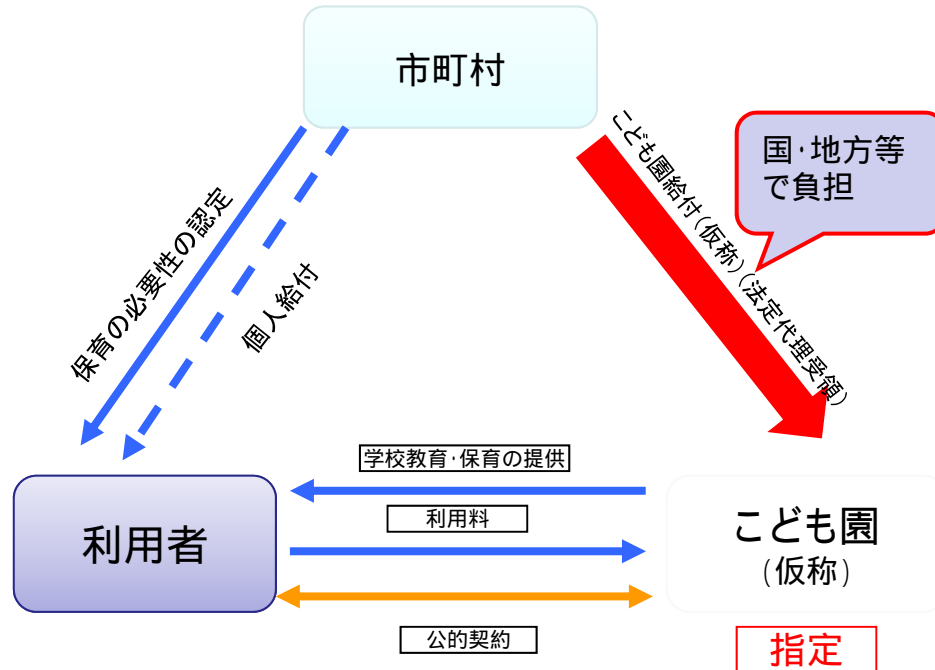 市町村
国・地方等
で負担
こども園給付(仮称)(法定代理受領)
保育の必要性の認定
個人給付
学校教育・保育の提供
利用料
利用者
こども園
(仮称)
公的契約
指定